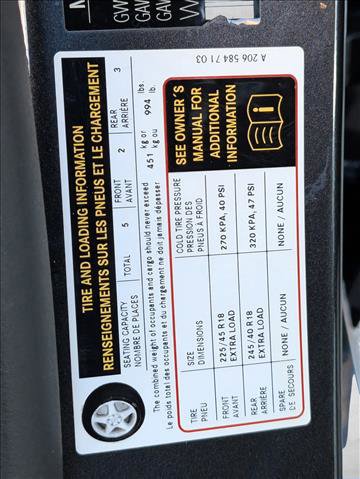 M
GVW
GAW
GAW
A 206 584 71 03
TIRE AND LOADING INFORMATION
RENSEIGNEMENTS SUR LES PNEUS ET LE CHARGEMENT
SEATING CAPACITY TOTAL 5 FRONT 2 REAR 3
NOMBRE DE PLACES AVANT ARRIÈRE
The combined weight of occupants and cargo should never exceed 451 kg or 994 lbs.
Le poids total des occupants et du chargement ne doit jamais dépasser kg ou lb.
TIRE SIZE COLD TIRE PRESSURE
PNEU DIMENSIONS PRESSION DES
PNEUS À FROID
FRONT 225/45 R18 270 KPA, 40 PSI
AVANT EXTRA LOAD
REAR 245/40 R18 320 KPA, 47 PSI
ARRIÈRE EXTRA LOAD
SPARE NONE / AUCUN NONE / AUCUN
DE SECOURS
SEE OWNER'S
MANUAL FOR
ADDITIONAL
INFORMATION